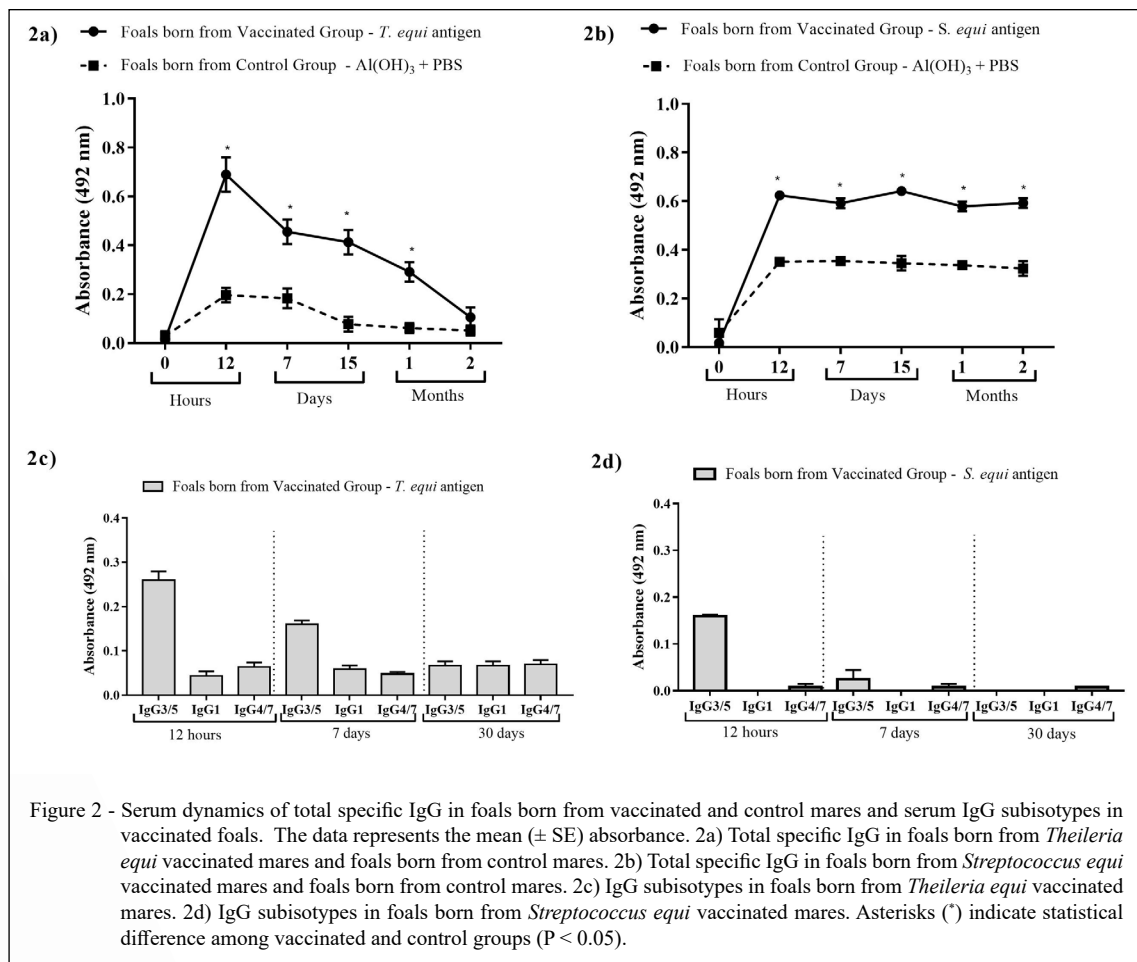 2a)
Foals born from Vaccinated Group - T. equi antigen
Foals born from Control Group - Al(OH)3 + PBS
Absorbance (492 nm)
1.0
0.8
0.6
0.4
0.2
0.0
* * * *
0 12 7 15 1 2
Hours Days Months
2b)
Foals born from Vaccinated Group - S. equi antigen
Foals born from Control Group - Al(OH)3 + PBS
Absorbance (492 nm)
1.0
0.8
0.6
0.4
0.2
0.0
* * * * *
0 12 7 15 1 2
Hours Days Months
2c)
Foals born from Vaccinated Group - T. equi antigen
Absorbance (492 nm)
0.4
0.3
0.2
0.1
0.0
IgG3/5 IgG1 IgG4/7 IgG3/5 IgG1 IgG4/7 IgG3/5 IgG1 IgG4/7
12 hours 7 days 30 days
2d)
Foals born from Vaccinated Group - S. equi antigen
Absorbance (492 nm)
0.4
0.3
0.2
0.1
0.0
IgG3/5 IgG1 IgG4/7 IgG3/5 IgG1 IgG4/7 IgG3/5 IgG1 IgG4/7
12 hours 7 days 30 days
Figure 2 - Serum dynamics of total specific IgG in foals born from vaccinated and control mares and serum IgG subisotypes in
vaccinated foals. The data represents the mean (± SE) absorbance. 2a) Total specific IgG in foals born from Theileria
equi vaccinated mares and foals born from control mares. 2b) Total specific IgG in foals born from Streptococcus equi
vaccinated mares and foals born from control mares. 2c) IgG subisotypes in foals born from Theileria equi vaccinated
mares. 2d) IgG subisotypes in foals born from Streptococcus equi vaccinated mares. Asterisks (*) indicate statistical
difference among vaccinated and control groups (P < 0.05).